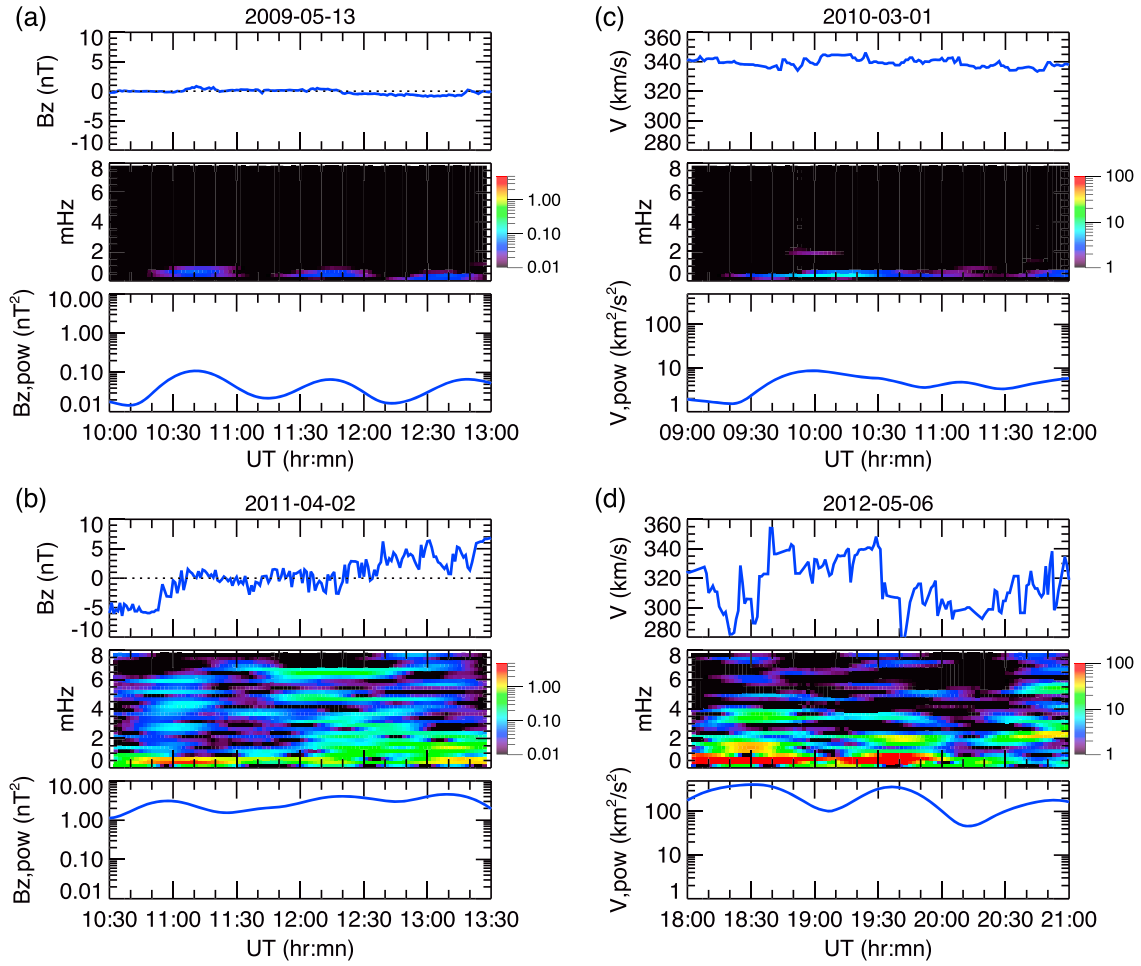 (a)
2009-05-13
Bz (nT)
10
5
0
-5
-10
mHz
8
6
4
2
0
1.00
0.10
0.01
Bz,pow (nT²)
10.00
1.00
0.10
0.01
10:00 10:30 11:00 11:30 12:00 12:30 13:00
UT (hr:mn)
(c)
2010-03-01
V (km/s)
360
340
320
300
280
mHz
8
6
4
2
0
100
10
1
V,pow (km²/s²)
100
10
1
09:00 09:30 10:00 10:30 11:00 11:30 12:00
UT (hr:mn)
(b)
2011-04-02
Bz (nT)
10
5
0
-5
-10
mHz
8
6
4
2
0
1.00
0.10
0.01
Bz,pow (nT²)
10.00
1.00
0.10
0.01
10:30 11:00 11:30 12:00 12:30 13:00 13:30
UT (hr:mn)
(d)
2012-05-06
V (km/s)
360
340
320
300
280
mHz
8
6
4
2
0
100
10
1
V,pow (km²/s²)
100
10
1
18:00 18:30 19:00 19:30 20:00 20:30 21:00
UT (hr:mn)